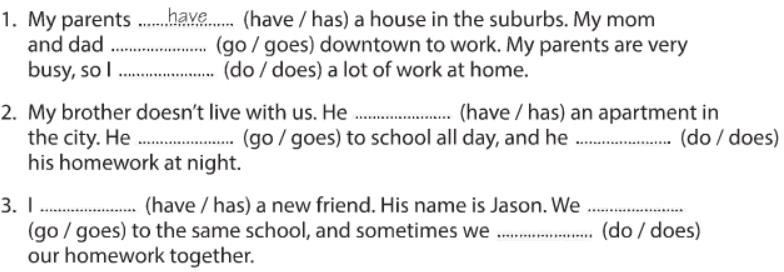 1. My parents ......have...... (have / has) a house in the suburbs. My mom
and dad ...................... (go / goes) downtown to work. My parents are very
busy, so I ...................... (do / does) a lot of work at home.
2. My brother doesn't live with us. He ...................... (have / has) an apartment in
the city. He ...................... (go / goes) to school all day, and he ...................... (do / does)
his homework at night.
3. I ...................... (have / has) a new friend. His name is Jason. We ......................
(go / goes) to the same school, and sometimes we ...................... (do / does)
our homework together.